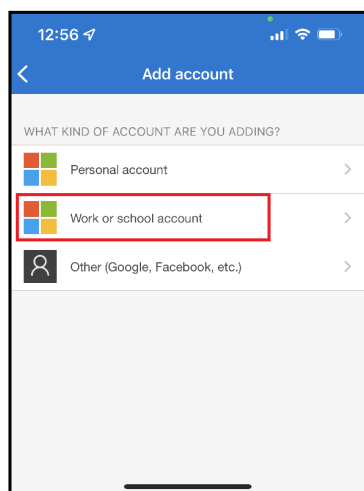 12:56
Add account
WHAT KIND OF ACCOUNT ARE YOU ADDING?
Personal account
Work or school account
Other (Google, Facebook, etc.)